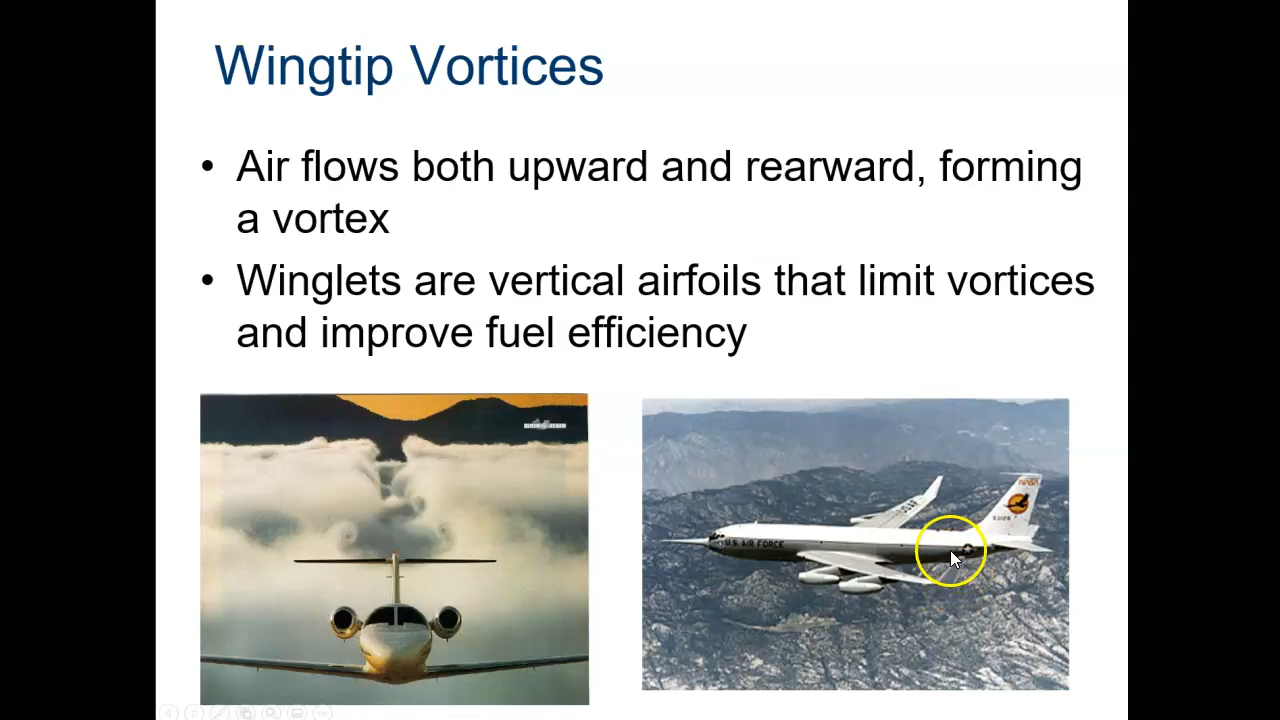 Wingtip Vortices
• Air flows both upward and rearward, forming
a vortex
• Winglets are vertical airfoils that limit vortices
and improve fuel efficiency
USAF
NASA
U.S. AIR FORCE